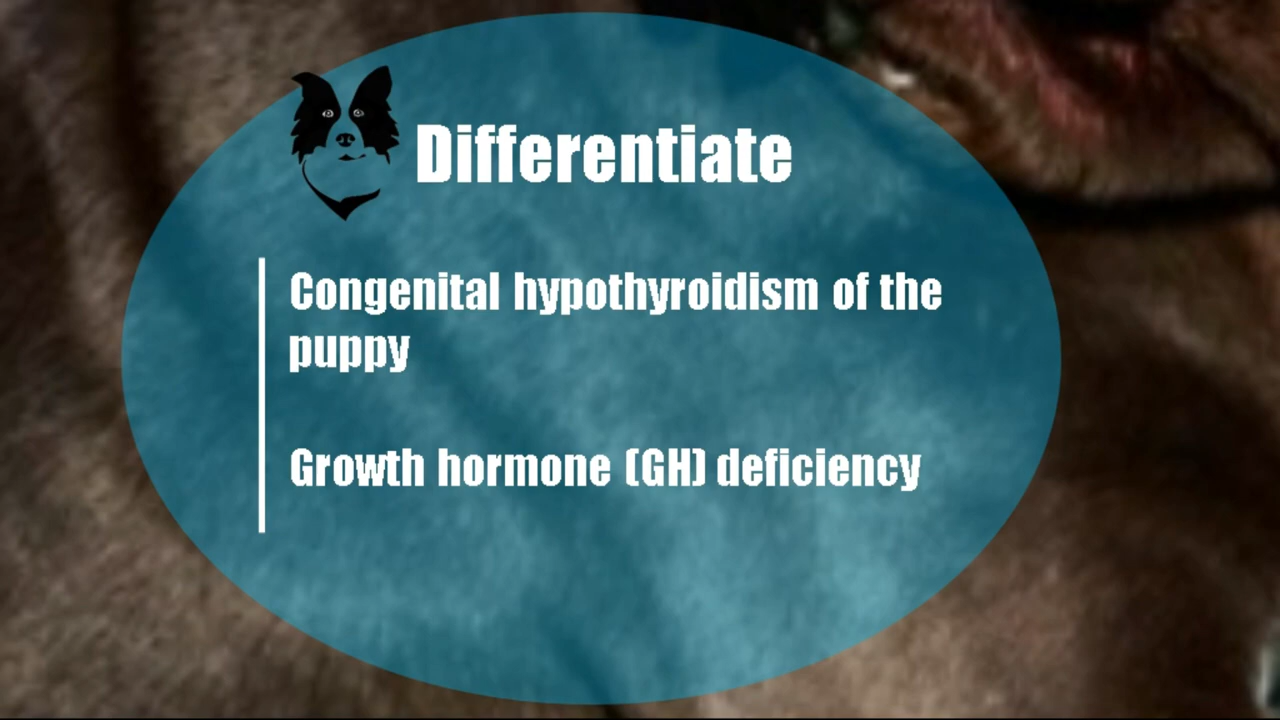 Differentiate
Congenital hypothyroidism of the
puppy
Growth hormone (GH) deficiency